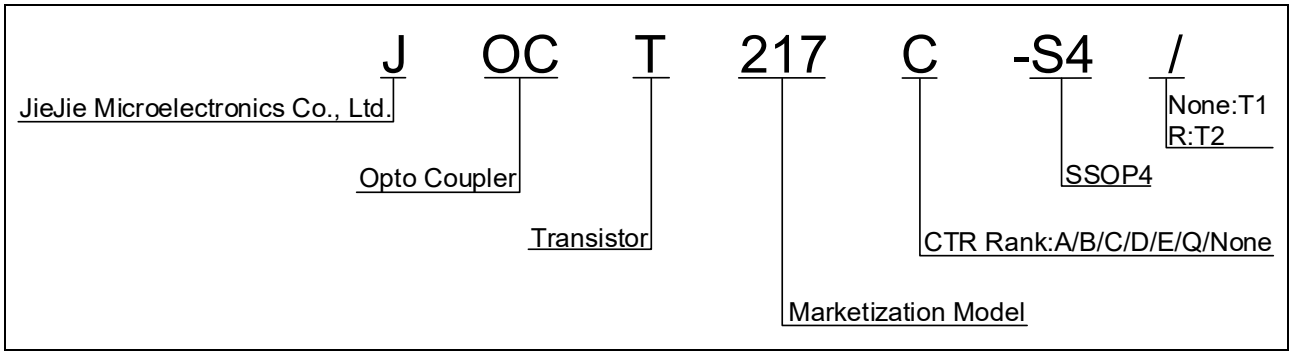 J OC T 217 C -S4 /
JieJie Microelectronics Co., Ltd.
None:T1
R:T2
Opto Coupler
SSOP4
Transistor
CTR Rank:A/B/C/D/E/Q/None
Marketization Model